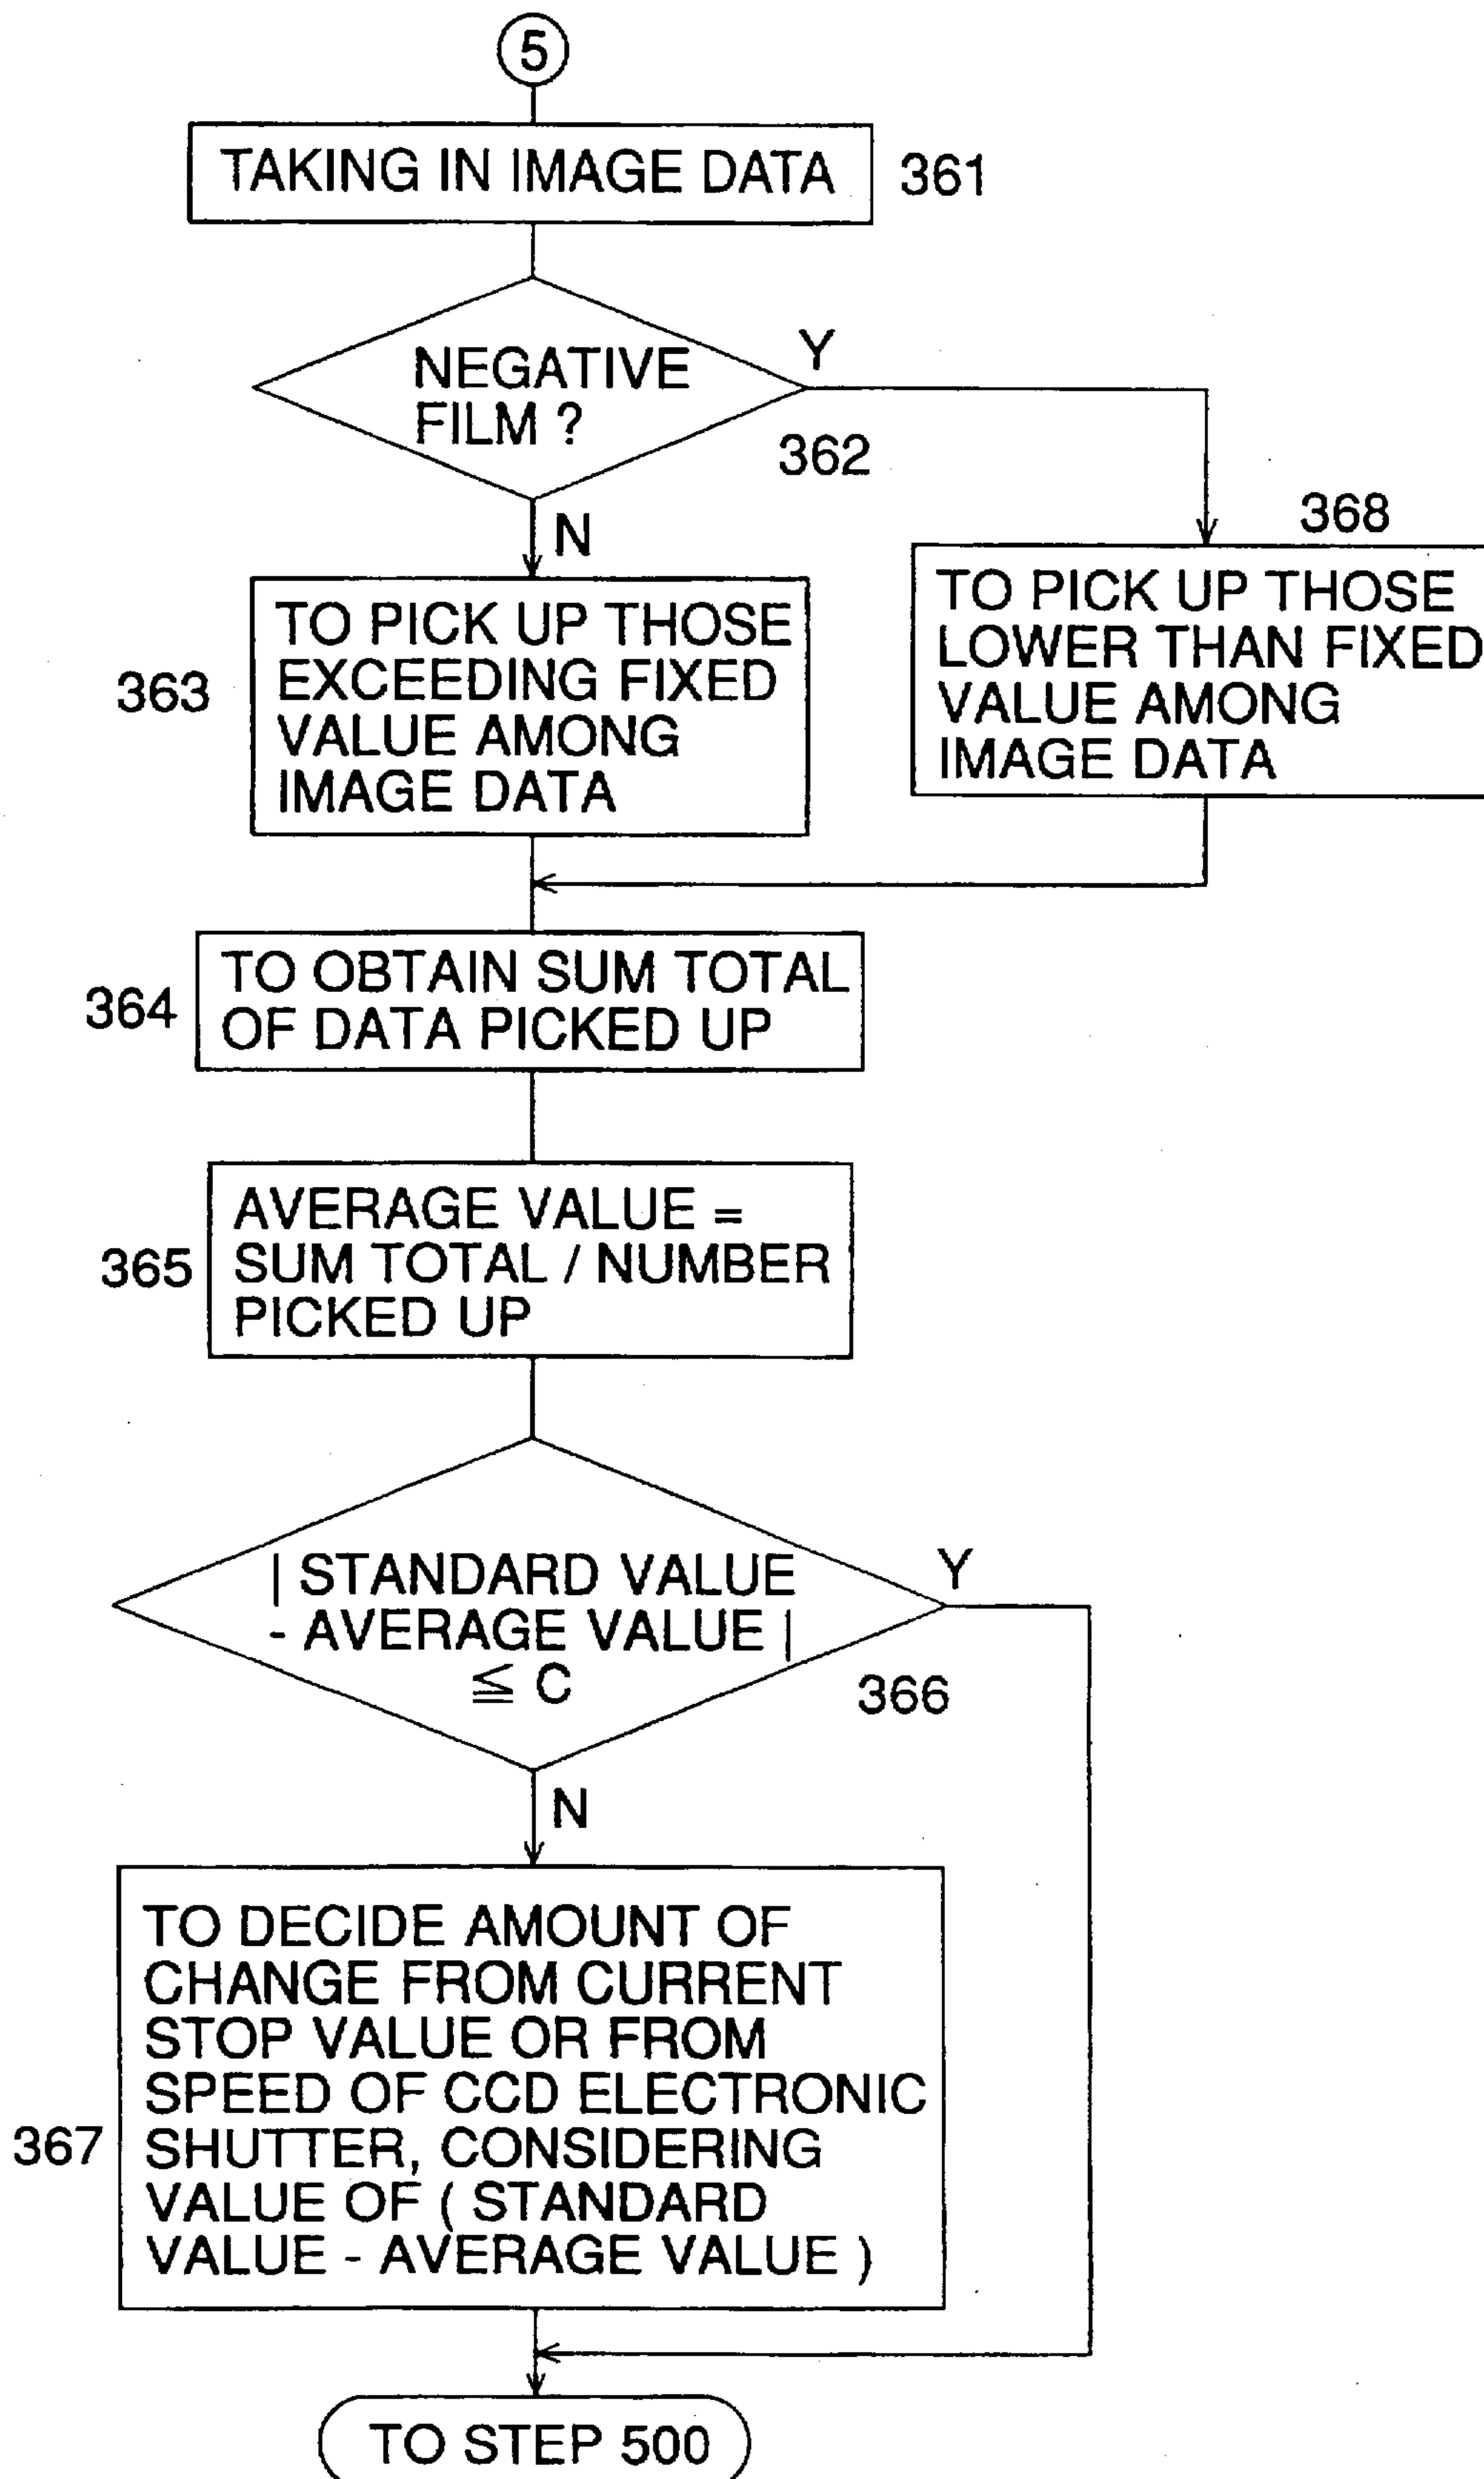 5
TAKING IN IMAGE DATA
361
NEGATIVE
FILM ?
Y
362
N
368
TO PICK UP THOSE
LOWER THAN FIXED
VALUE AMONG
IMAGE DATA
363
TO PICK UP THOSE
EXCEEDING FIXED
VALUE AMONG
IMAGE DATA
364
TO OBTAIN SUM TOTAL
OF DATA PICKED UP
365
AVERAGE VALUE =
SUM TOTAL / NUMBER
PICKED UP
| STANDARD VALUE
- AVERAGE VALUE |
≦ C
Y
366
N
367
TO DECIDE AMOUNT OF
CHANGE FROM CURRENT
STOP VALUE OR FROM
SPEED OF CCD ELECTRONIC
SHUTTER, CONSIDERING
VALUE OF ( STANDARD
VALUE - AVERAGE VALUE )
TO STEP 500